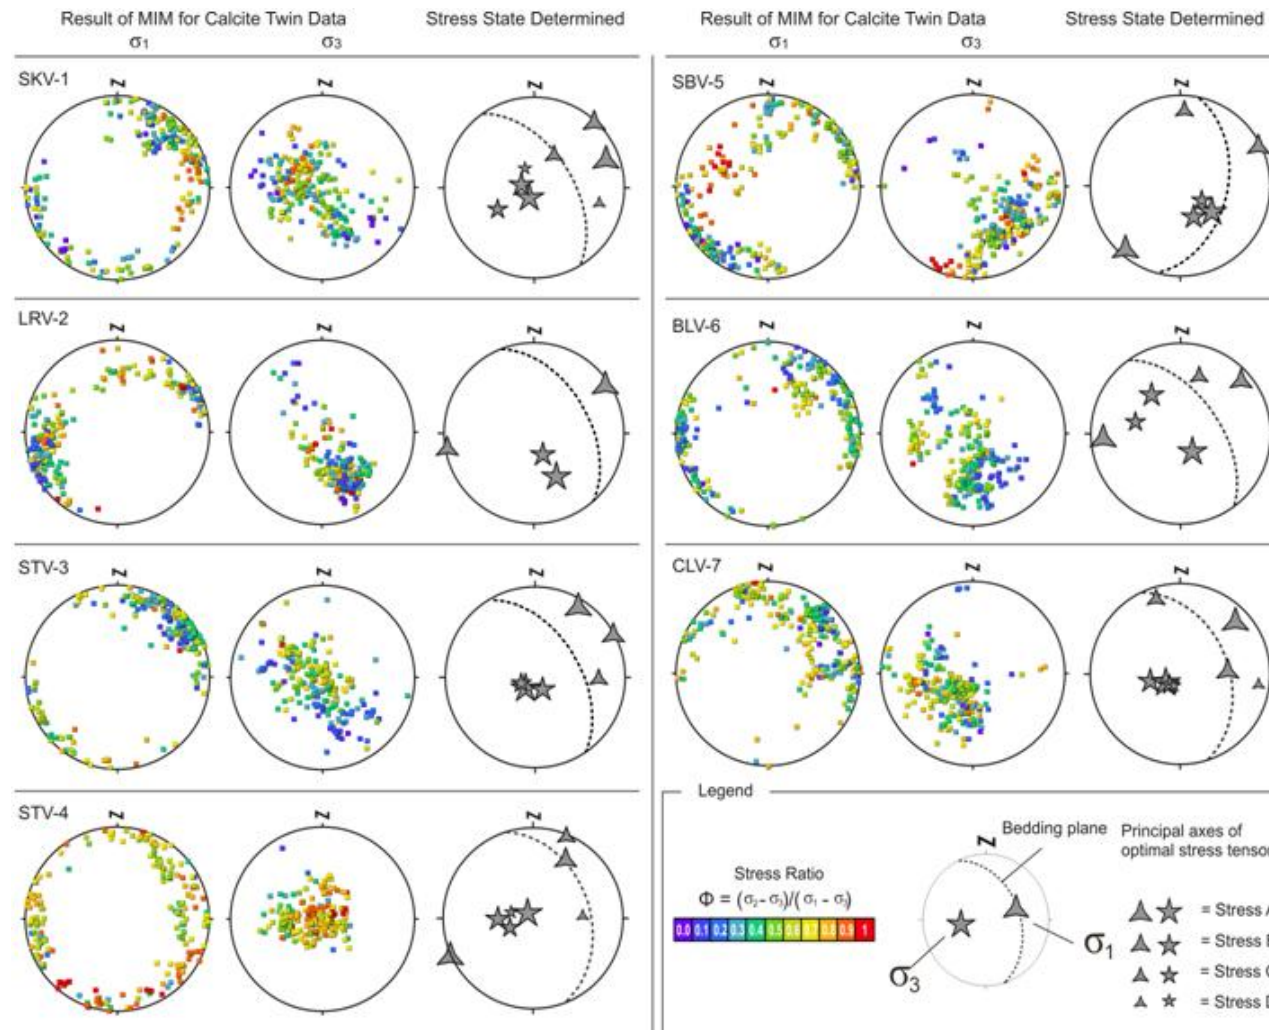 Result of MIM for Calcite Twin Data Stress State Determined
σ1 σ3
Result of MIM for Calcite Twin Data Stress State Determined
σ1 σ3
SKV-1
N
N
N
SBV-5
N
N
N
LRV-2
N
N
N
BLV-6
N
N
N
STV-3
N
N
N
CLV-7
N
N
N
STV-4
N
N
N
Legend
Stress Ratio
Φ = (σ2 - σ3)/(σ1 - σ3)
0.0 0.1 0.2 0.3 0.4 0.5 0.6 0.7 0.8 0.9 1
N
Bedding plane
σ3
σ1
Principal axes of
optimal stress tensor
= Stress A
= Stress B
= Stress C
= Stress D